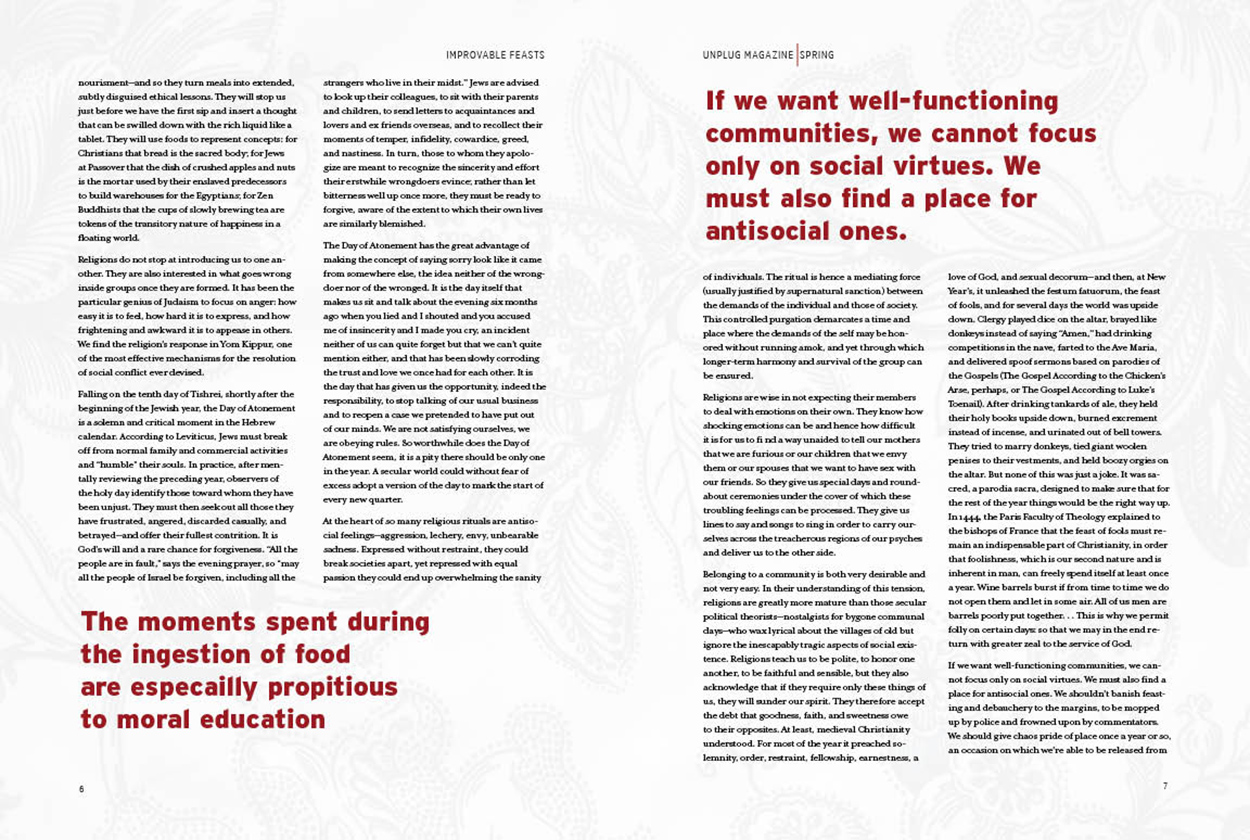 IMPROVABLE FEASTS
nourisment—and so they turn meals into extended,
subtly disguised ethical lessons. They will stop us
just before we have the first sip and insert a thought
that can be swilled down with the rich liquid like a
tablet. They will use foods to represent concepts: for
Christians that bread is the sacred body; for Jews
at Passover that the dish of crushed apples and nuts
is the mortar used by their enslaved predecessors
to build warehouses for the Egyptians; for Zen
Buddhists that the cups of slowly brewing tea are
tokens of the transitory nature of happiness in a
floating world.
Religions do not stop at introducing us to one an-
other. They are also interested in what goes wrong
inside groups once they are formed. It has been the
particular genius of Judaism to focus on anger: how
easy it is to feel, how hard it is to express, and how
frightening and awkward it is to appease in others.
We find the religion's response in Yom Kippur, one
of the most effective mechanisms for the resolution
of social conflict ever devised.
Falling on the tenth day of Tishrei, shortly after the
beginning of the Jewish year, the Day of Atonement
is a solemn and critical moment in the Hebrew
calendar. According to Leviticus, Jews must break
off from normal family and commercial activities
and "humble" their souls. In practice, after men-
tally reviewing the preceding year, observers of
the holy day identify those toward whom they have
been unjust. They must then seek out all those they
have frustrated, angered, discarded casually, and
betrayed—and offer their fullest contrition. It is
God's will and a rare chance for forgiveness. "All the
people are in fault," says the evening prayer, so "may
all the people of Israel be forgiven, including all the
strangers who live in their midst." Jews are advised
to look up their colleagues, to sit with their parents
and children, to send letters to acquaintances and
lovers and ex friends overseas, and to recollect their
moments of temper, infidelity, cowardice, greed,
and nastiness. In turn, those to whom they apolo-
gize are meant to recognize the sincerity and effort
their erstwhile wrongdoers evince; rather than let
bitterness well up once more, they must be ready to
forgive, aware of the extent to which their own lives
are similarly blemished.
The Day of Atonement has the great advantage of
making the concept of saying sorry look like it came
from somewhere else, the idea neither of the wrong-
doer nor of the wronged. It is the day itself that
makes us sit and talk about the evening six months
ago when you lied and I shouted and you accused
me of insincerity and I made you cry, an incident
neither of us can quite forget but that we can't quite
mention either, and that has been slowly corroding
the trust and love we once had for each other. It is
the day that has given us the opportunity, indeed the
responsibility, to stop talking of our usual business
and to reopen a case we pretended to have put out
of our minds. We are not satisfying ourselves, we
are obeying rules. So worthwhile does the Day of
Atonement seem, it is a pity there should be only one
in the year. A secular world could without fear of
excess adopt a version of the day to mark the start of
every new quarter.
At the heart of so many religious rituals are antiso-
cial feelings—aggression, lechery, envy, unbearable
sadness. Expressed without restraint, they could
break societies apart, yet repressed with equal
passion they could end up overwhelming the sanity
The moments spent during
the ingestion of food
are especailly propitious
to moral education
6
UNPLUG MAGAZINE | SPRING
If we want well-functioning
communities, we cannot focus
only on social virtues. We
must also find a place for
antisocial ones.
of individuals. The ritual is hence a mediating force
(usually justified by supernatural sanction) between
the demands of the individual and those of society.
This controlled purgation demarcates a time and
place where the demands of the self may be hon-
ored without running amok, and yet through which
longer-term harmony and survival of the group can
be ensured.
Religions are wise in not expecting their members
to deal with emotions on their own. They know how
shocking emotions can be and hence how difficult
it is for us to fi nd a way unaided to tell our mothers
that we are furious or our children that we envy
them or our spouses that we want to have sex with
our friends. So they give us special days and round-
about ceremonies under the cover of which these
troubling feelings can be processed. They give us
lines to say and songs to sing in order to carry our-
selves across the treacherous regions of our psyches
and deliver us to the other side.
Belonging to a community is both very desirable and
not very easy. In their understanding of this tension,
religions are greatly more mature than those secular
political theorists—nostalgists for bygone communal
days—who wax lyrical about the villages of old but
ignore the inescapably tragic aspects of social exis-
tence. Religions teach us to be polite, to honor one
another, to be faithful and sensible, but they also
acknowledge that if they require only these things of
us, they will sunder our spirit. They therefore accept
the debt that goodness, faith, and sweetness owe
to their opposites. At least, medieval Christianity
understood. For most of the year it preached so-
lemnity, order, restraint, fellowship, earnestness, a
love of God, and sexual decorum—and then, at New
Year's, it unleashed the festum fatuorum, the feast
of fools, and for several days the world was upside
down. Clergy played dice on the altar, brayed like
donkeys instead of saying "Amen," had drinking
competitions in the nave, farted to the Ave Maria,
and delivered spoof sermons based on parodies of
the Gospels (The Gospel According to the Chicken's
Arse, perhaps, or The Gospel According to Luke's
Toenail). After drinking tankards of ale, they held
their holy books upside down, burned excrement
instead of incense, and urinated out of bell towers.
They tried to marry donkeys, tied giant woolen
penises to their vestments, and held boozy orgies on
the altar. But none of this was just a joke. It was sa-
cred, a parodia sacra, designed to make sure that for
the rest of the year things would be the right way up.
In 1444, the Paris Faculty of Theology explained to
the bishops of France that the feast of fools must re-
main an indispensable part of Christianity, in order
that foolishness, which is our second nature and is
inherent in man, can freely spend itself at least once
a year. Wine barrels burst if from time to time we do
not open them and let in some air. All of us men are
barrels poorly put together. . . This is why we permit
folly on certain days: so that we may in the end re-
turn with greater zeal to the service of God.
If we want well-functioning communities, we can-
not focus only on social virtues. We must also find a
place for antisocial ones. We shouldn't banish feast-
ing and debauchery to the margins, to be mopped
up by police and frowned upon by commentators.
We should give chaos pride of place once a year or so,
an occasion on which we're able to be released from
7